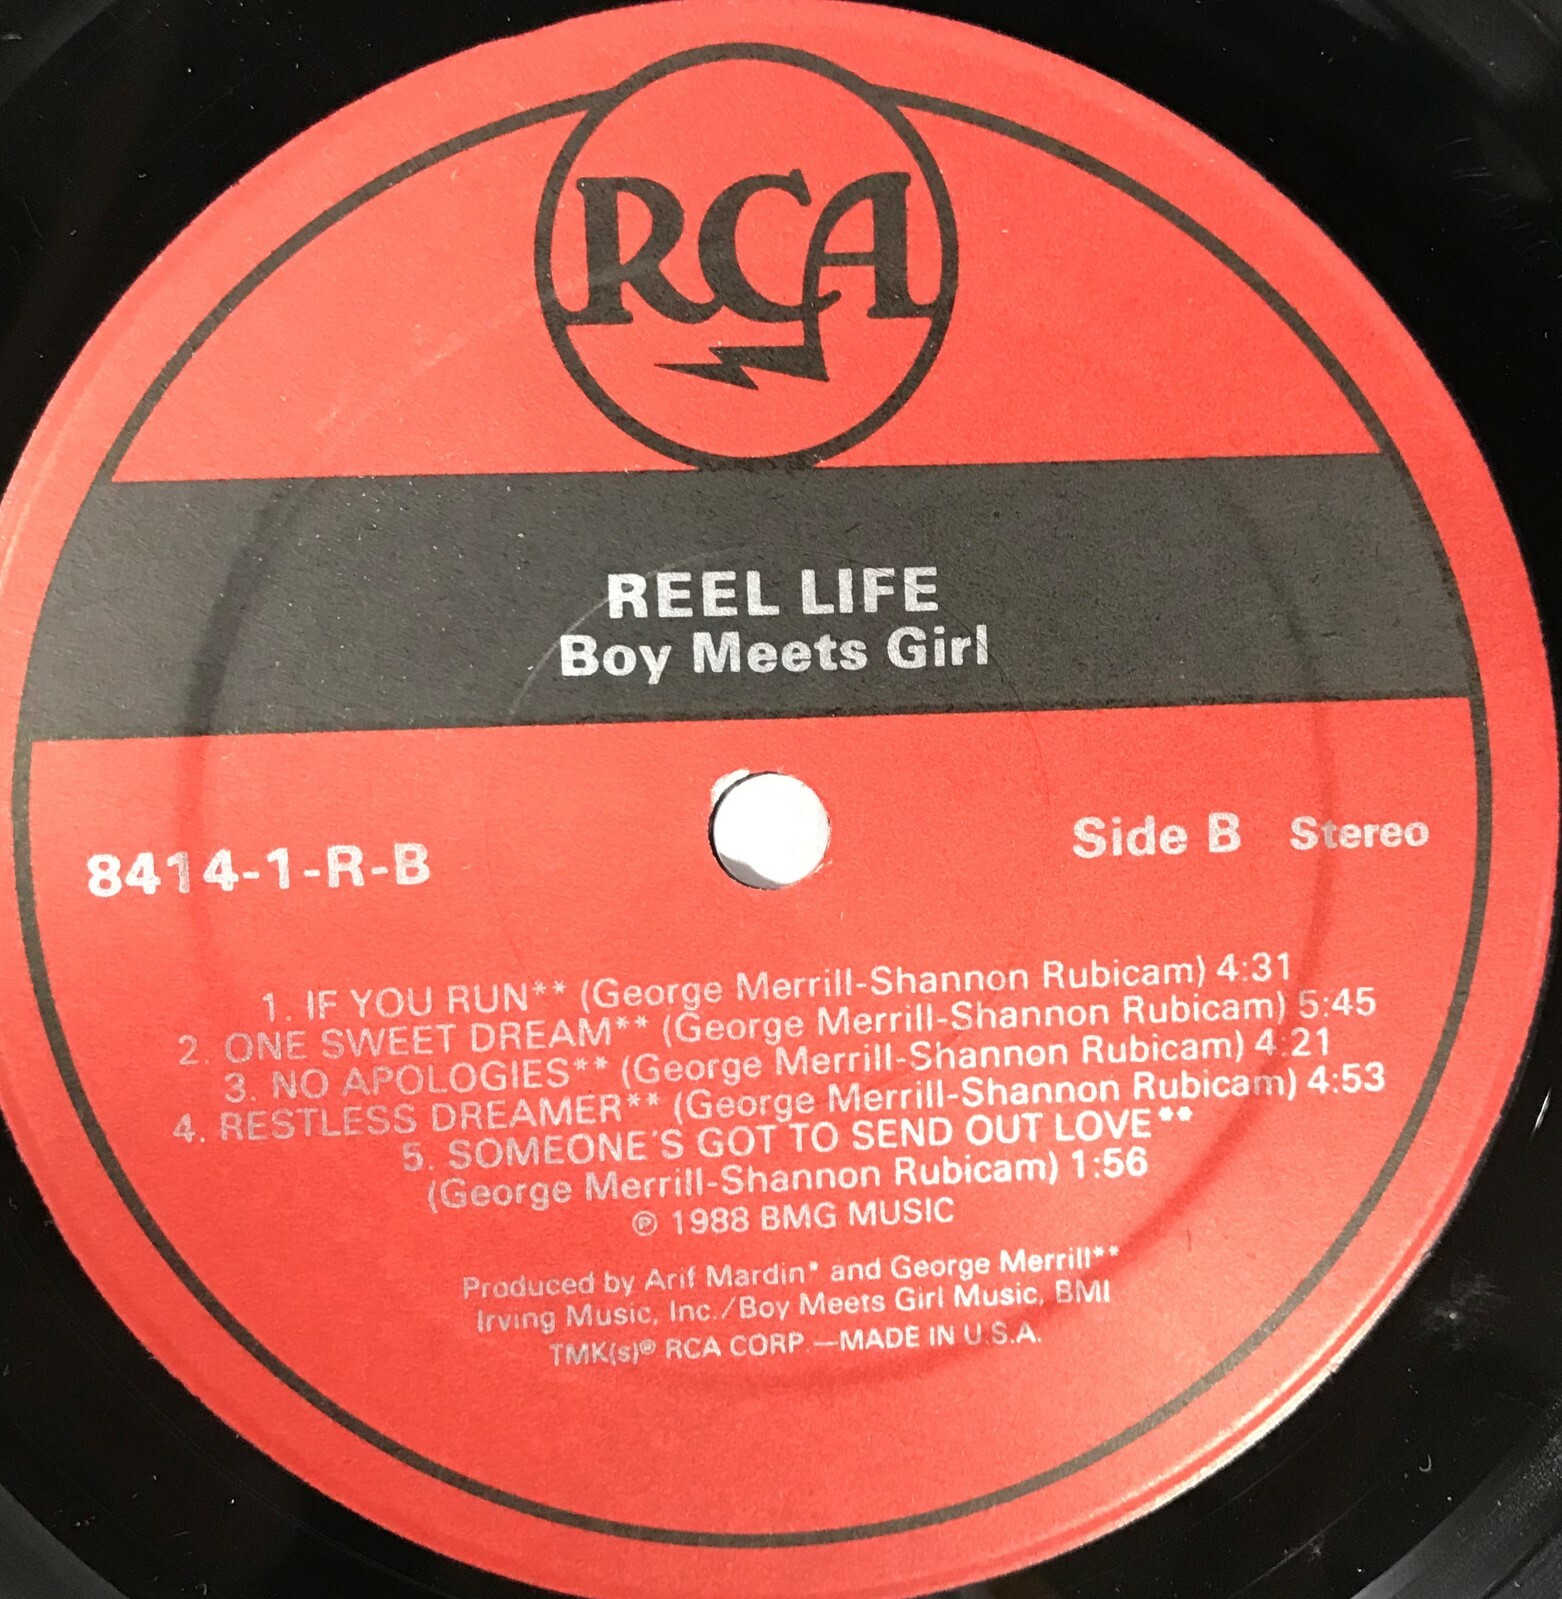 RCA
REEL LIFE
Boy Meets Girl
8414-1-R-B
Side B Stereo
1. IF YOU RUN** (George Merrill-Shannon Rubicam) 4:31
2. ONE SWEET DREAM** (George Merrill-Shannon Rubicam) 5:45
3. NO APOLOGIES** (George Merrill-Shannon Rubicam) 4:21
4. RESTLESS DREAMER** (George Merrill-Shannon Rubicam) 4:53
5. SOMEONE'S GOT TO SEND OUT LOVE**
(George Merrill-Shannon Rubicam) 1:56
℗ 1988 BMG MUSIC
Produced by Arif Mardin* and George Merrill**
Irving Music, Inc./Boy Meets Girl Music, BMI
TMK(s)® RCA CORP.—MADE IN U.S.A.